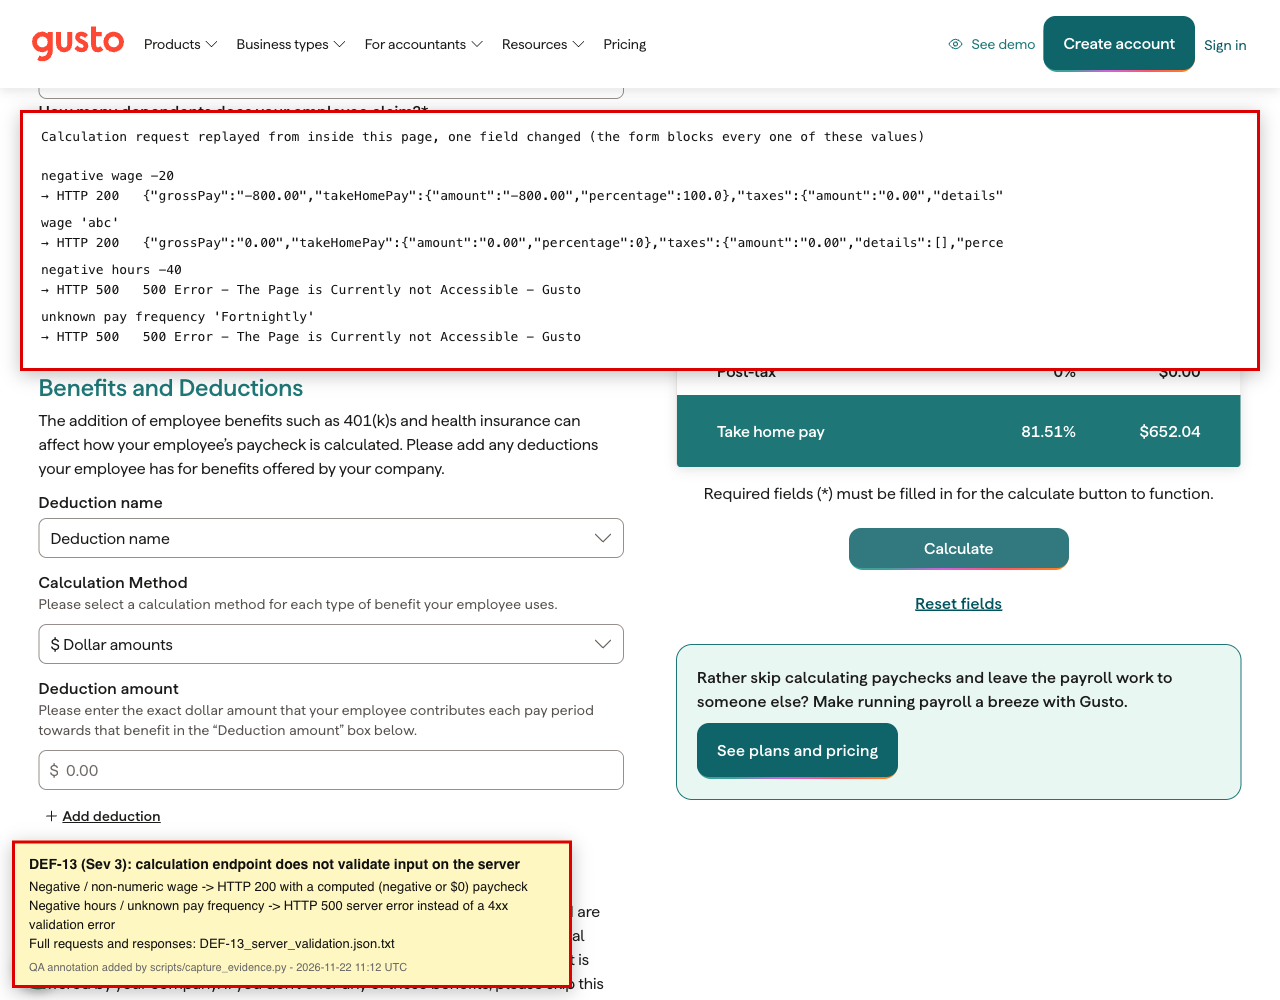 gusto
Products
Business types
For accountants
Resources
Pricing
See demo
Create account
Sign in
How many dependents does your employee claim?*
Calculation request replayed from inside this page, one field changed (the form blocks every one of these values)
negative wage -20
→ HTTP 200 {"grossPay":"-800.00","takeHomePay":{"amount":"-800.00","percentage":100.0},"taxes":{"amount":"0.00","details"
wage 'abc'
→ HTTP 200 {"grossPay":"0.00","takeHomePay":{"amount":"0.00","percentage":0},"taxes":{"amount":"0.00","details":[],"perce
negative hours -40
→ HTTP 500 500 Error - The Page is Currently not Accessible - Gusto
unknown pay frequency 'Fortnightly'
→ HTTP 500 500 Error - The Page is Currently not Accessible - Gusto
Benefits and Deductions
The addition of employee benefits such as 401(k)s and health insurance can
affect how your employee's paycheck is calculated. Please add any deductions
your employee has for benefits offered by your company.
Deduction name
Deduction name
Calculation Method
Please select a calculation method for each type of benefit your employee uses.
$ Dollar amounts
Deduction amount
Please enter the exact dollar amount that your employee contributes each pay period
towards that benefit in the “Deduction amount” box below.
$ 0.00
+ Add deduction
Post-tax 0% $0.00
Take home pay 81.51% $652.04
Required fields (*) must be filled in for the calculate button to function.
Calculate
Reset fields
Rather skip calculating paychecks and leave the payroll work to
someone else? Make running payroll a breeze with Gusto.
See plans and pricing
DEF-13 (Sev 3): calculation endpoint does not validate input on the server
Negative / non-numeric wage -> HTTP 200 with a computed (negative or $0) paycheck
Negative hours / unknown pay frequency -> HTTP 500 server error instead of a 4xx
validation error
Full requests and responses: DEF-13_server_validation.json.txt
QA annotation added by scripts/capture_evidence.py - 2026-11-22 11:12 UTC
are
is
this